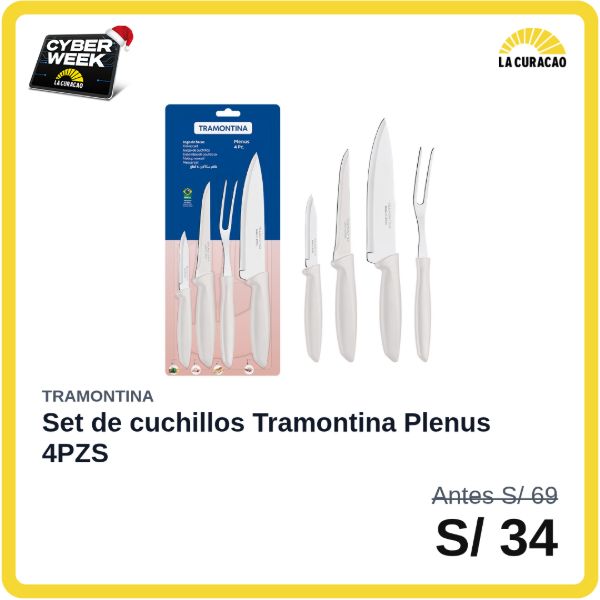 CYBER
WEEK
LA CURACAO
LA CURACAO
TRAMONTINA
Plenus
4 Pc.
TRAMONTINA
Set de cuchillos Tramontina Plenus
4PZS
Antes S/ 69
S/ 34